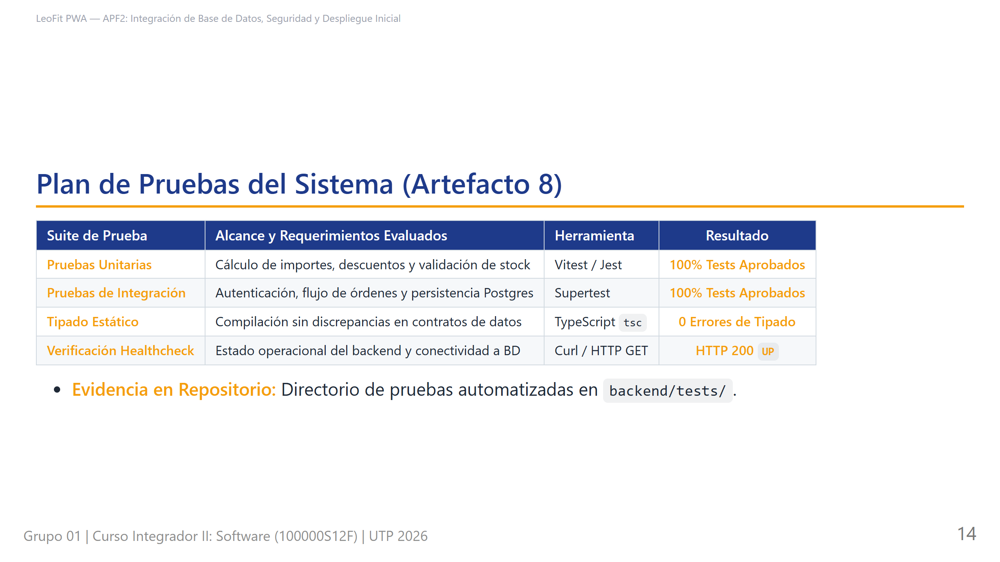 LeoFit PWA — APF2: Integración de Base de Datos, Seguridad y Despliegue Inicial
Plan de Pruebas del Sistema (Artefacto 8)
Suite de Prueba Alcance y Requerimientos Evaluados Herramienta Resultado
Pruebas Unitarias Cálculo de importes, descuentos y validación de stock Vitest / Jest 100% Tests Aprobados
Pruebas de Integración Autenticación, flujo de órdenes y persistencia Postgres Supertest 100% Tests Aprobados
Tipado Estático Compilación sin discrepancias en contratos de datos TypeScript tsc 0 Errores de Tipado
Verificación Healthcheck Estado operacional del backend y conectividad a BD Curl / HTTP GET HTTP 200 UP
• Evidencia en Repositorio: Directorio de pruebas automatizadas en backend/tests/.
Grupo 01 | Curso Integrador II: Software (100000S12F) | UTP 2026
14